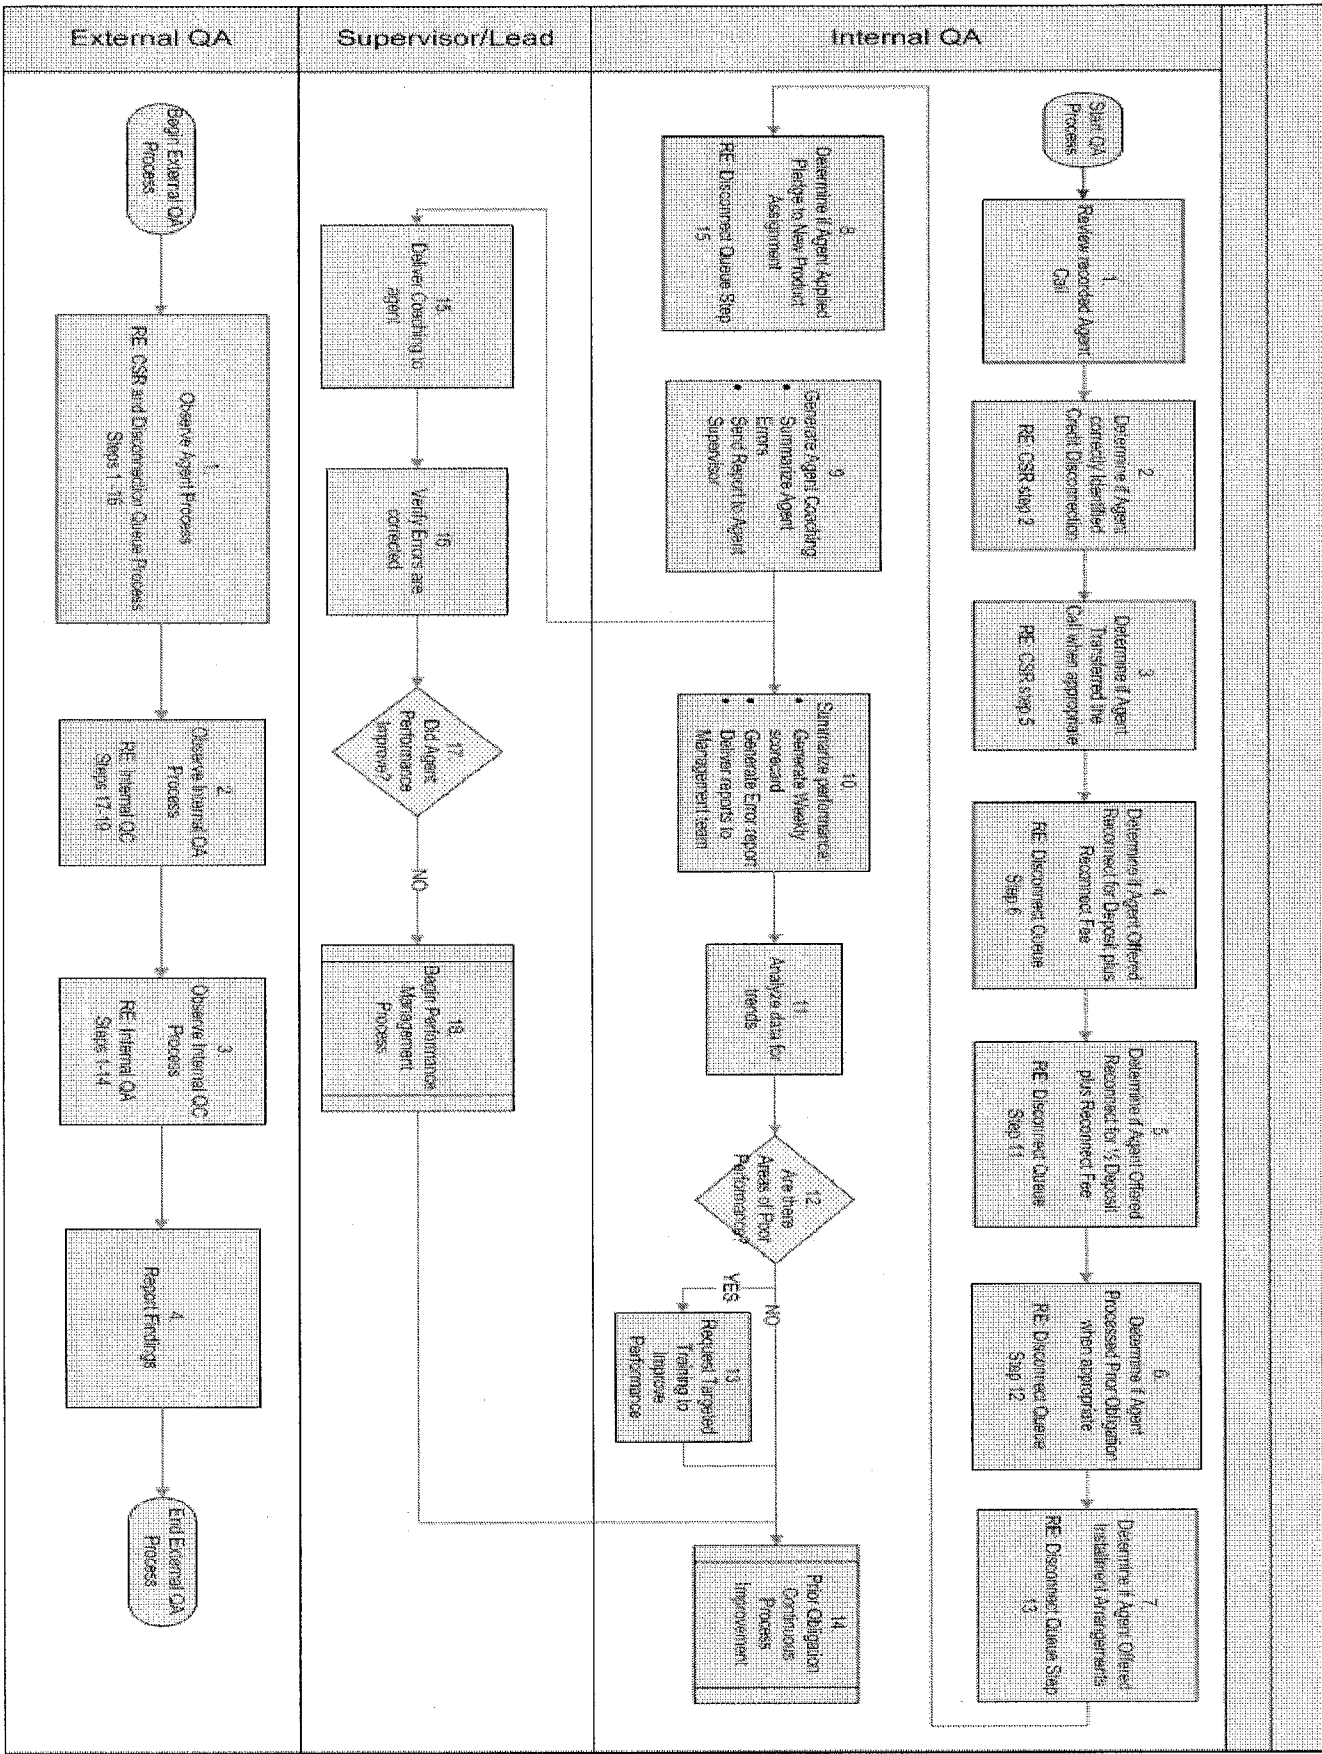 Internal QA
Start QA
Process
1.
Review recorded Agent
Call
2
Determine if Agent
correctly Identified
Credit Disconnection
RE: CSR step 2
3
Determine if Agent
Transferred the
Call when appropriate
RE: CSR step 5
4
Determine if Agent Offered
Reconnect for Deposit plus
Reconnect Fee
RE: Disconnect Queue
Step 6
5
Determine if Agent Offered
Reconnect for ½ Deposit
plus Reconnect Fee
RE: Disconnect Queue
Step 11
6
Determine if Agent
Processed Prior Obligation
when appropriate
RE: Disconnect Queue
Step 12
7
Determine if Agent Offered
Installment Arrangements
RE: Disconnect Queue Step
13
8
Determine if Agent Applied
Pledge to New Product
Assignment
RE: Disconnect Queue Step
15
9
Generate Agent Coaching
• Summarize Agent
Errors
• Send Report to Agent
Supervisor
10
Summarize performance
• Generate Weekly
scorecard
• Generate Error report
• Deliver reports to
Management team
11
Analyze data for
trends
12
Are there
Areas of Poor
Performance?
YES
NO
13
Request Targeted
Training to
Improve
Performance
14
Prior Obligation
Continuous
Process
Improvement
Supervisor/Lead
15.
Deliver Coaching to
agent
16
Verify Errors are
corrected
17.
Did Agent
Performance
Improve?
NO
18.
Begin Performance
Management
Process
External QA
Begin External QA
Process
1.
Observe Agent Process
RE: CSR and Disconnection Queue Process
Steps 1-16
2.
Observe Internal QA
Process
RE: Internal QC
Steps 17-19
3
Observe Internal QC
Process
RE: Internal QA
Steps 1-14
4.
Report Findings
End External QA
Process